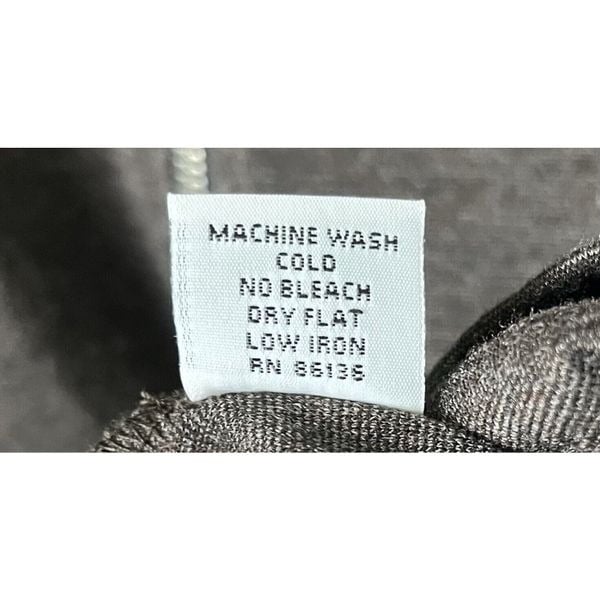 MACHINE WASH
COLD
NO BLEACH
DRY FLAT
LOW IRON
RN 86136